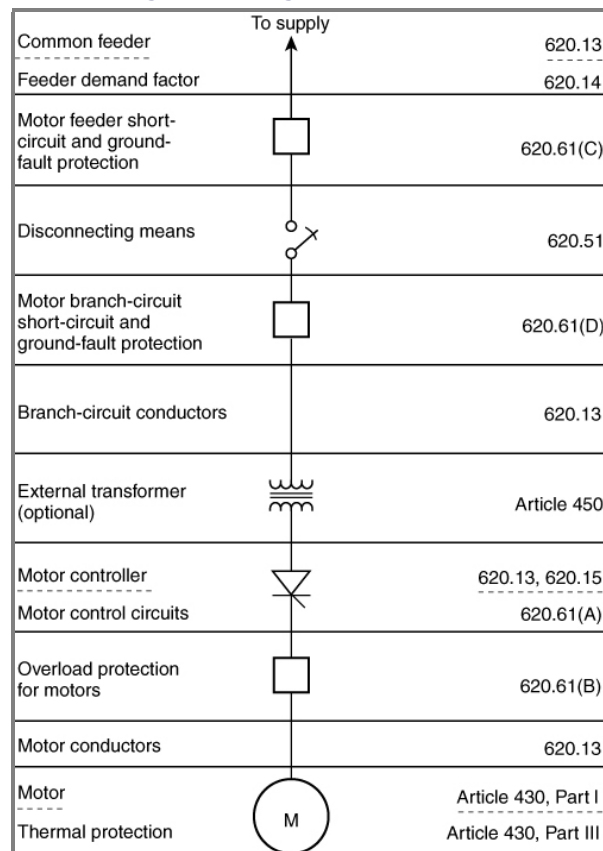 To supply
Common feeder 620.13
Feeder demand factor 620.14
Motor feeder short-
circuit and ground-
fault protection 620.61(C)
Disconnecting means 620.51
Motor branch-circuit
short-circuit and
ground-fault protection 620.61(D)
Branch-circuit conductors 620.13
External transformer
(optional) Article 450
Motor controller 620.13, 620.15
Motor control circuits 620.61(A)
Overload protection
for motors 620.61(B)
Motor conductors 620.13
Motor Article 430, Part I
M
Thermal protection Article 430, Part III